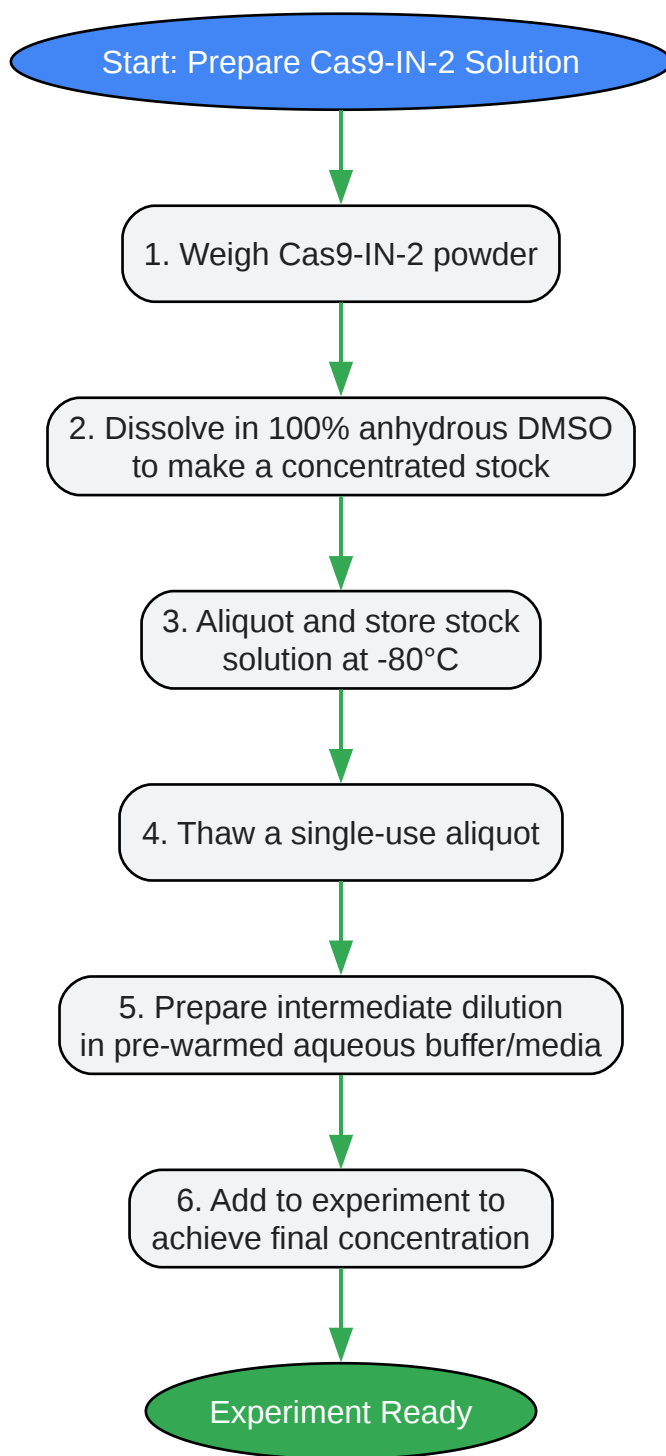 Start: Prepare Cas9-IN-2 Solution
1. Weigh Cas9-IN-2 powder
2. Dissolve in 100% anhydrous DMSO
to make a concentrated stock
3. Aliquot and store stock
solution at -80°C
4. Thaw a single-use aliquot
5. Prepare intermediate dilution
in pre-warmed aqueous buffer/media
6. Add to experiment to
achieve final concentration
Experiment Ready